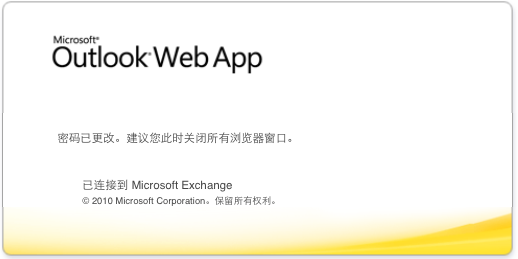 Microsoft®
Outlook® Web App
密码已更改。建议您此时关闭所有浏览器窗口。
已连接到 Microsoft Exchange
© 2010 Microsoft Corporation。保留所有权利。